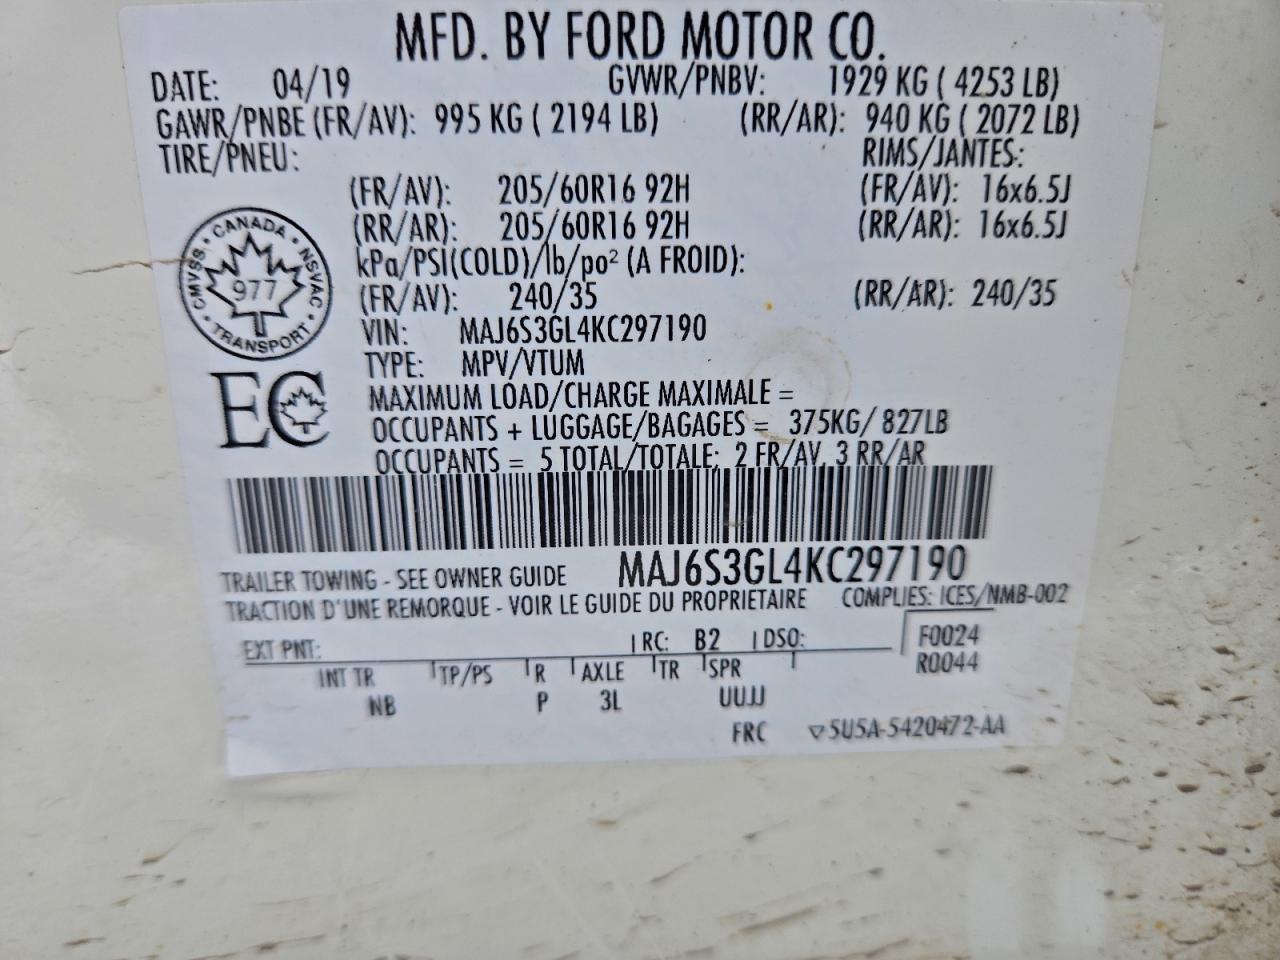 MFD. BY FORD MOTOR CO.
DATE: 04/19 GVWR/PNBV: 1929 KG ( 4253 LB)
GAWR/PNBE (FR/AV): 995 KG ( 2194 LB) (RR/AR): 940 KG ( 2072 LB)
TIRE/PNEU: RIMS/JANTES:
(FR/AV): 205/60R16 92H (FR/AV): 16x6.5J
(RR/AR): 205/60R16 92H (RR/AR): 16x6.5J
kPa/PSI(COLD)/lb/po² (A FROID):
(FR/AV): 240/35 (RR/AR): 240/35
CANADA
CMVSS 977 NSVAC
TRANSPORT
VIN: MAJ6S3GL4KC297190
TYPE: MPV/VTUM
EC
MAXIMUM LOAD/CHARGE MAXIMALE =
OCCUPANTS + LUGGAGE/BAGAGES = 375KG/ 827LB
OCCUPANTS = 5 TOTAL/TOTALE; 2 FR/AV, 3 RR/AR
TRAILER TOWING - SEE OWNER GUIDE MAJ6S3GL4KC297190
TRACTION D'UNE REMORQUE - VOIR LE GUIDE DU PROPRIETAIRE COMPLIES: ICES/NMB-002
EXT PNT: RC: B2 DSO: F0024
INT TR TP/PS R AXLE TR SPR R0044
NB P 3L UUJJ
FRC ▽5U5A-5420472-AA